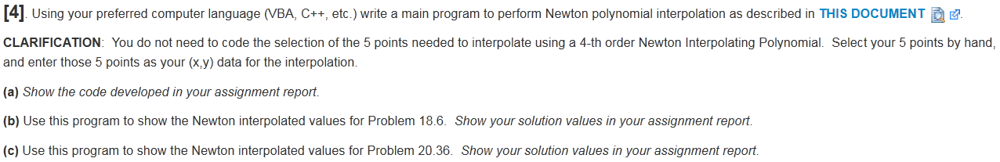 [4]. Using your preferred computer language (VBA, C++, etc.) write a main program to perform Newton polynomial interpolation as described in THIS DOCUMENT.
CLARIFICATION: You do not need to code the selection of the 5 points needed to interpolate using a 4-th order Newton Interpolating Polynomial. Select your 5 points by hand,
and enter those 5 points as your (x,y) data for the interpolation.
(a) Show the code developed in your assignment report.
(b) Use this program to show the Newton interpolated values for Problem 18.6. Show your solution values in your assignment report.
(c) Use this program to show the Newton interpolated values for Problem 20.36. Show your solution values in your assignment report.